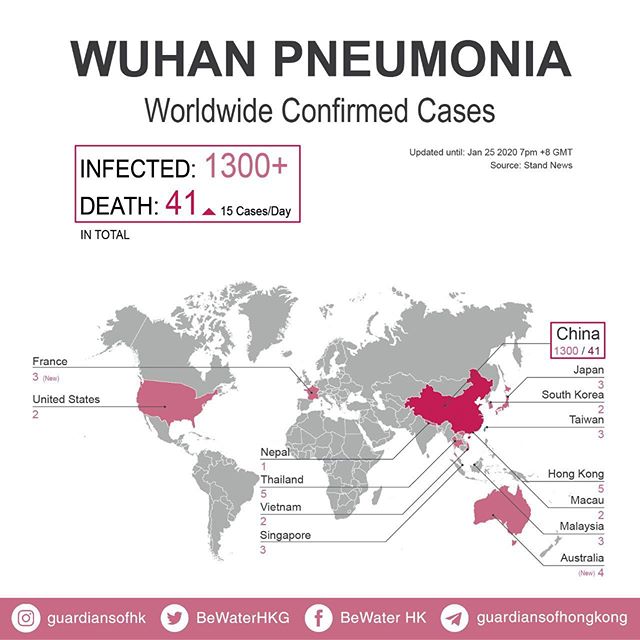 WUHAN PNEUMONIA
Worldwide Confirmed Cases
INFECTED: 1300+
DEATH: 41 15 Cases/Day
IN TOTAL
Updated until: Jan 25 2020 7pm +8 GMT
Source: Stand News
China
1300 / 41
France
3 (New)
United States
2
Japan
3
South Korea
2
Taiwan
3
Nepal
1
Thailand
5
Vietnam
2
Singapore
3
Hong Kong
5
Macau
2
Malaysia
3
Australia
(New) 4
guardiansofhk BeWaterHKG BeWater HK guardiansofhongkong